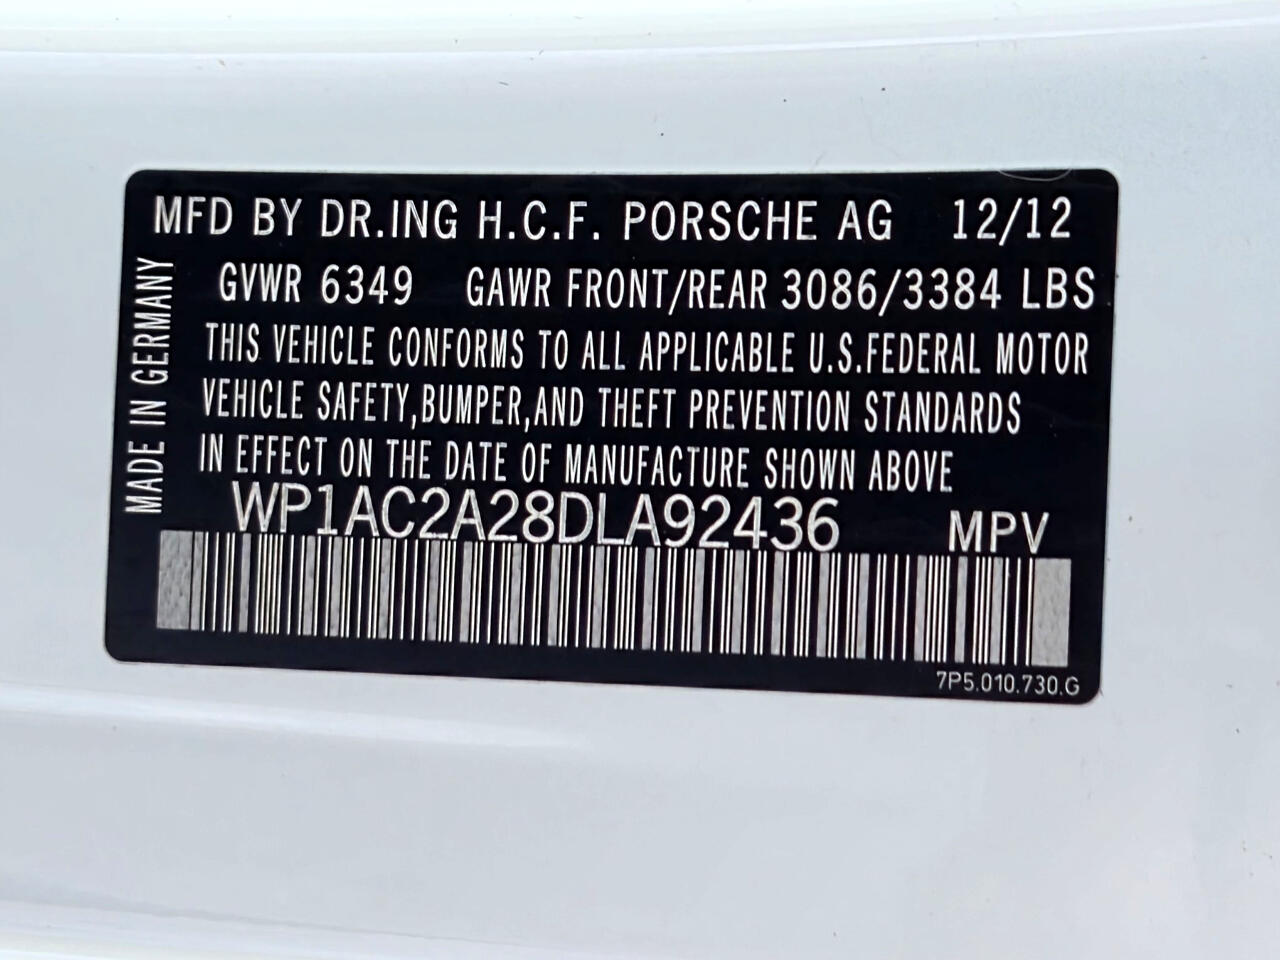 MFD BY DR.ING H.C.F. PORSCHE AG 12/12
GVWR 6349 GAWR FRONT/REAR 3086/3384 LBS
THIS VEHICLE CONFORMS TO ALL APPLICABLE U.S.FEDERAL MOTOR
VEHICLE SAFETY,BUMPER,AND THEFT PREVENTION STANDARDS
IN EFFECT ON THE DATE OF MANUFACTURE SHOWN ABOVE
WP1AC2A28DLA92436 MPV
7P5.010.730.G
MADE IN GERMANY